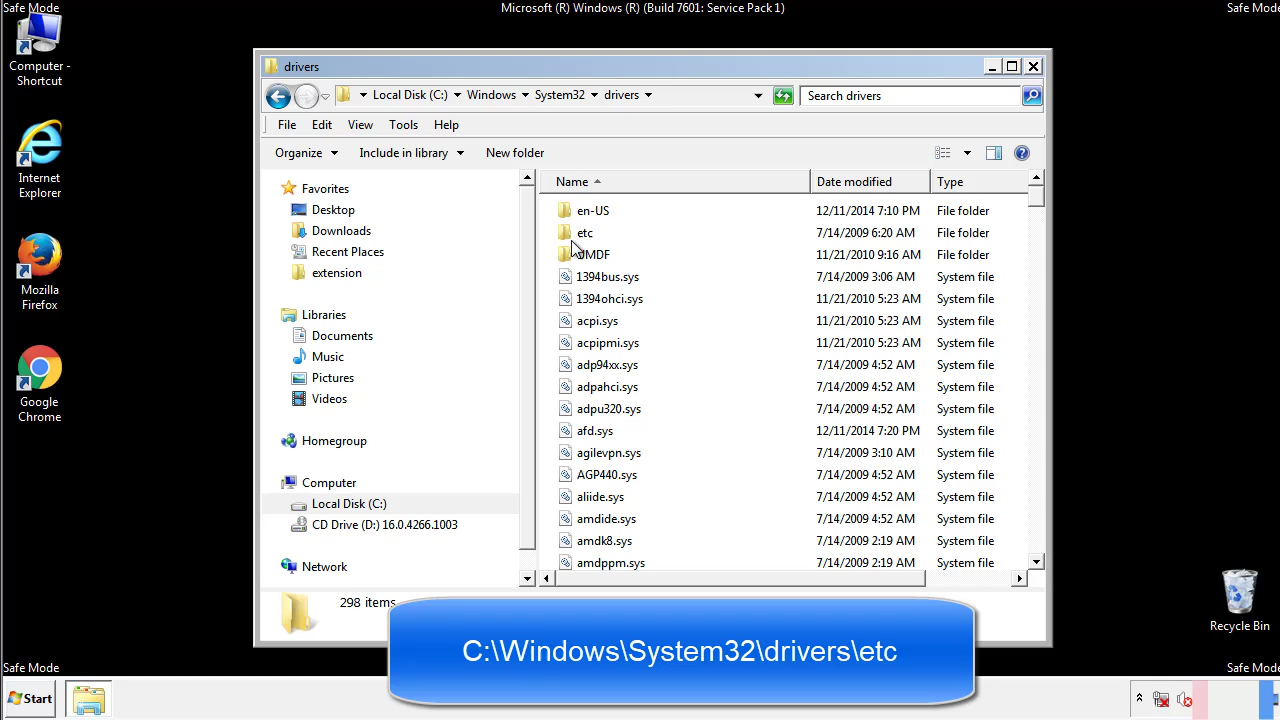 Safe Mode
Microsoft (R) Windows (R) (Build 7601: Service Pack 1)
Safe Mode
Computer -
Shortcut
Internet
Explorer
Mozilla
Firefox
Google
Chrome
drivers
Local Disk (C:) Windows System32 drivers
Search drivers
File Edit View Tools Help
Organize Include in library New folder
Favorites
Desktop
Downloads
Recent Places
extension
Libraries
Documents
Music
Pictures
Videos
Homegroup
Computer
Local Disk (C:)
CD Drive (D:) 16.0.4266.1003
Network
Name Date modified Type
en-US 12/11/2014 7:10 PM File folder
etc 7/14/2009 6:20 AM File folder
UMDF 11/21/2010 9:16 AM File folder
1394bus.sys 7/14/2009 3:06 AM System file
1394ohci.sys 11/21/2010 5:23 AM System file
acpi.sys 11/21/2010 5:23 AM System file
acpipmi.sys 11/21/2010 5:23 AM System file
adp94xx.sys 7/14/2009 4:52 AM System file
adpahci.sys 7/14/2009 4:52 AM System file
adpu320.sys 7/14/2009 4:52 AM System file
afd.sys 12/11/2014 7:20 PM System file
agilevpn.sys 7/14/2009 3:10 AM System file
AGP440.sys 7/14/2009 4:52 AM System file
aliide.sys 7/14/2009 4:52 AM System file
amdide.sys 7/14/2009 4:52 AM System file
amdk8.sys 7/14/2009 2:19 AM System file
amdppm.sys 7/14/2009 2:19 AM System file
298 items
C:\Windows\System32\drivers\etc
Recycle Bin
Safe Mode
Safe Mode
Start